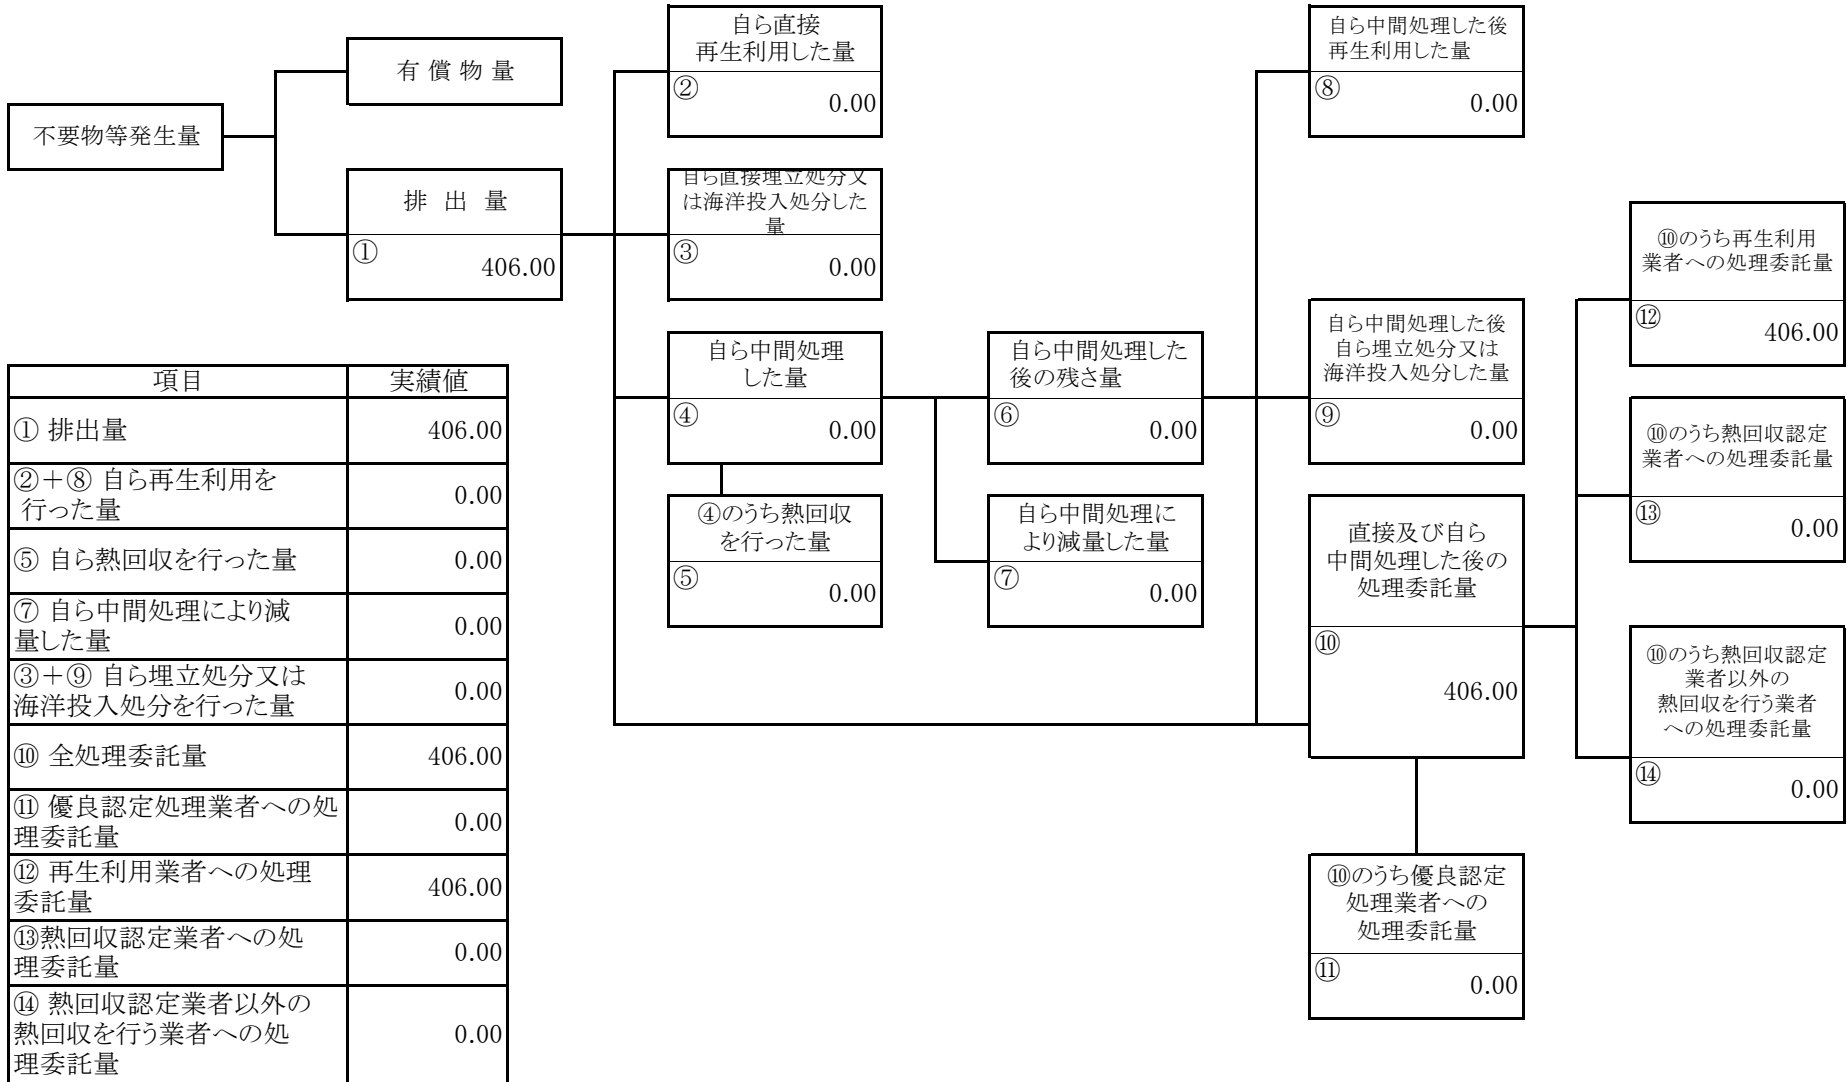 不要物等発生量
有 償 物 量
排 出 量
①
406.00
自ら直接
再生利用した量
②
0.00
自ら直接埋立処分又
は海洋投入処分した
量
③
0.00
自ら中間処理
した量
④
0.00
④のうち熱回収
を行った量
⑤
0.00
自ら中間処理した
後の残さ量
⑥
0.00
自ら中間処理に
より減量した量
⑦
0.00
自ら中間処理した後
再生利用した量
⑧
0.00
自ら中間処理した後
自ら埋立処分又は
海洋投入処分した量
⑨
0.00
直接及び自ら
中間処理した後の
処理委託量
⑩
406.00
⑩のうち優良認定
処理業者への
処理委託量
⑪
0.00
⑩のうち再生利用
業者への処理委託量
⑫
406.00
⑩のうち熱回収認定
業者への処理委託量
⑬
0.00
⑩のうち熱回収認定
業者以外の
熱回収を行う業者
への処理委託量
⑭
0.00
項目 実績値
① 排出量 406.00
②＋⑧ 自ら再生利用を
行った量
0.00
⑤ 自ら熱回収を行った量 0.00
⑦ 自ら中間処理により減
量した量
0.00
③＋⑨ 自ら埋立処分又は
海洋投入処分を行った量
0.00
⑩ 全処理委託量 406.00
⑪ 優良認定処理業者への処
理委託量
0.00
⑫ 再生利用業者への処理
委託量
406.00
⑬熱回収認定業者への処
理委託量
0.00
⑭ 熱回収認定業者以外の
熱回収を行う業者への処
理委託量
0.00